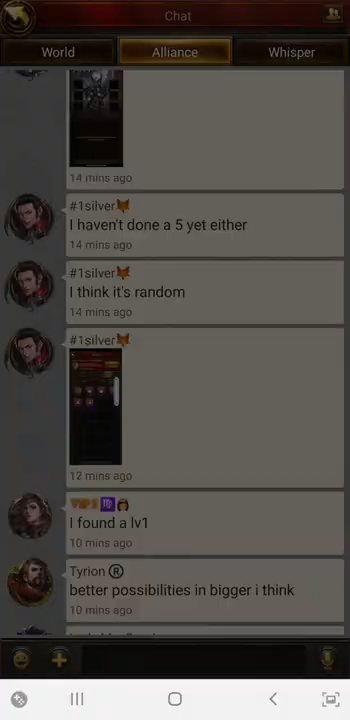 Chat
World
Alliance
Whisper
14 mins ago
#1silver🦊
I haven't done a 5 yet either
14 mins ago
#1silver🦊
I think it's random
14 mins ago
#1silver🦊
12 mins ago
I found a lv1
10 mins ago
Tyrion ®
better possibilities in bigger i think
10 mins ago